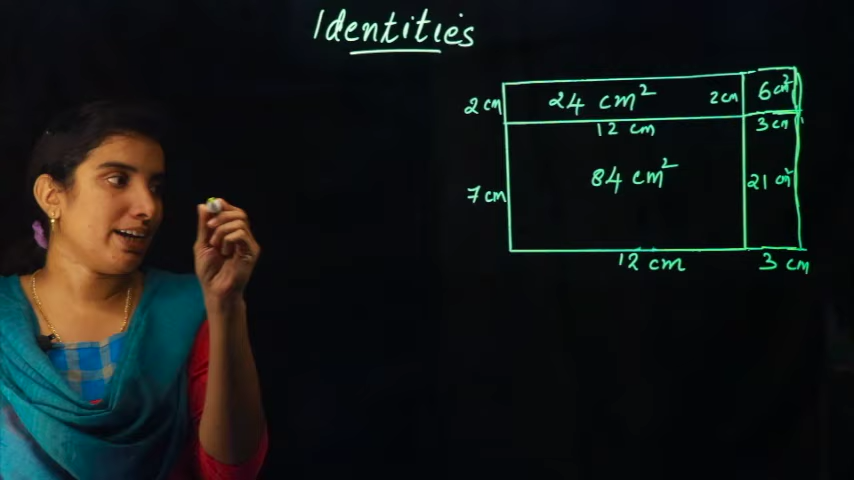 Identities
2 cm 24 cm² 2 cm 6 cm²
12 cm 3 cm
7 cm 84 cm² 21 cm²
12 cm 3 cm